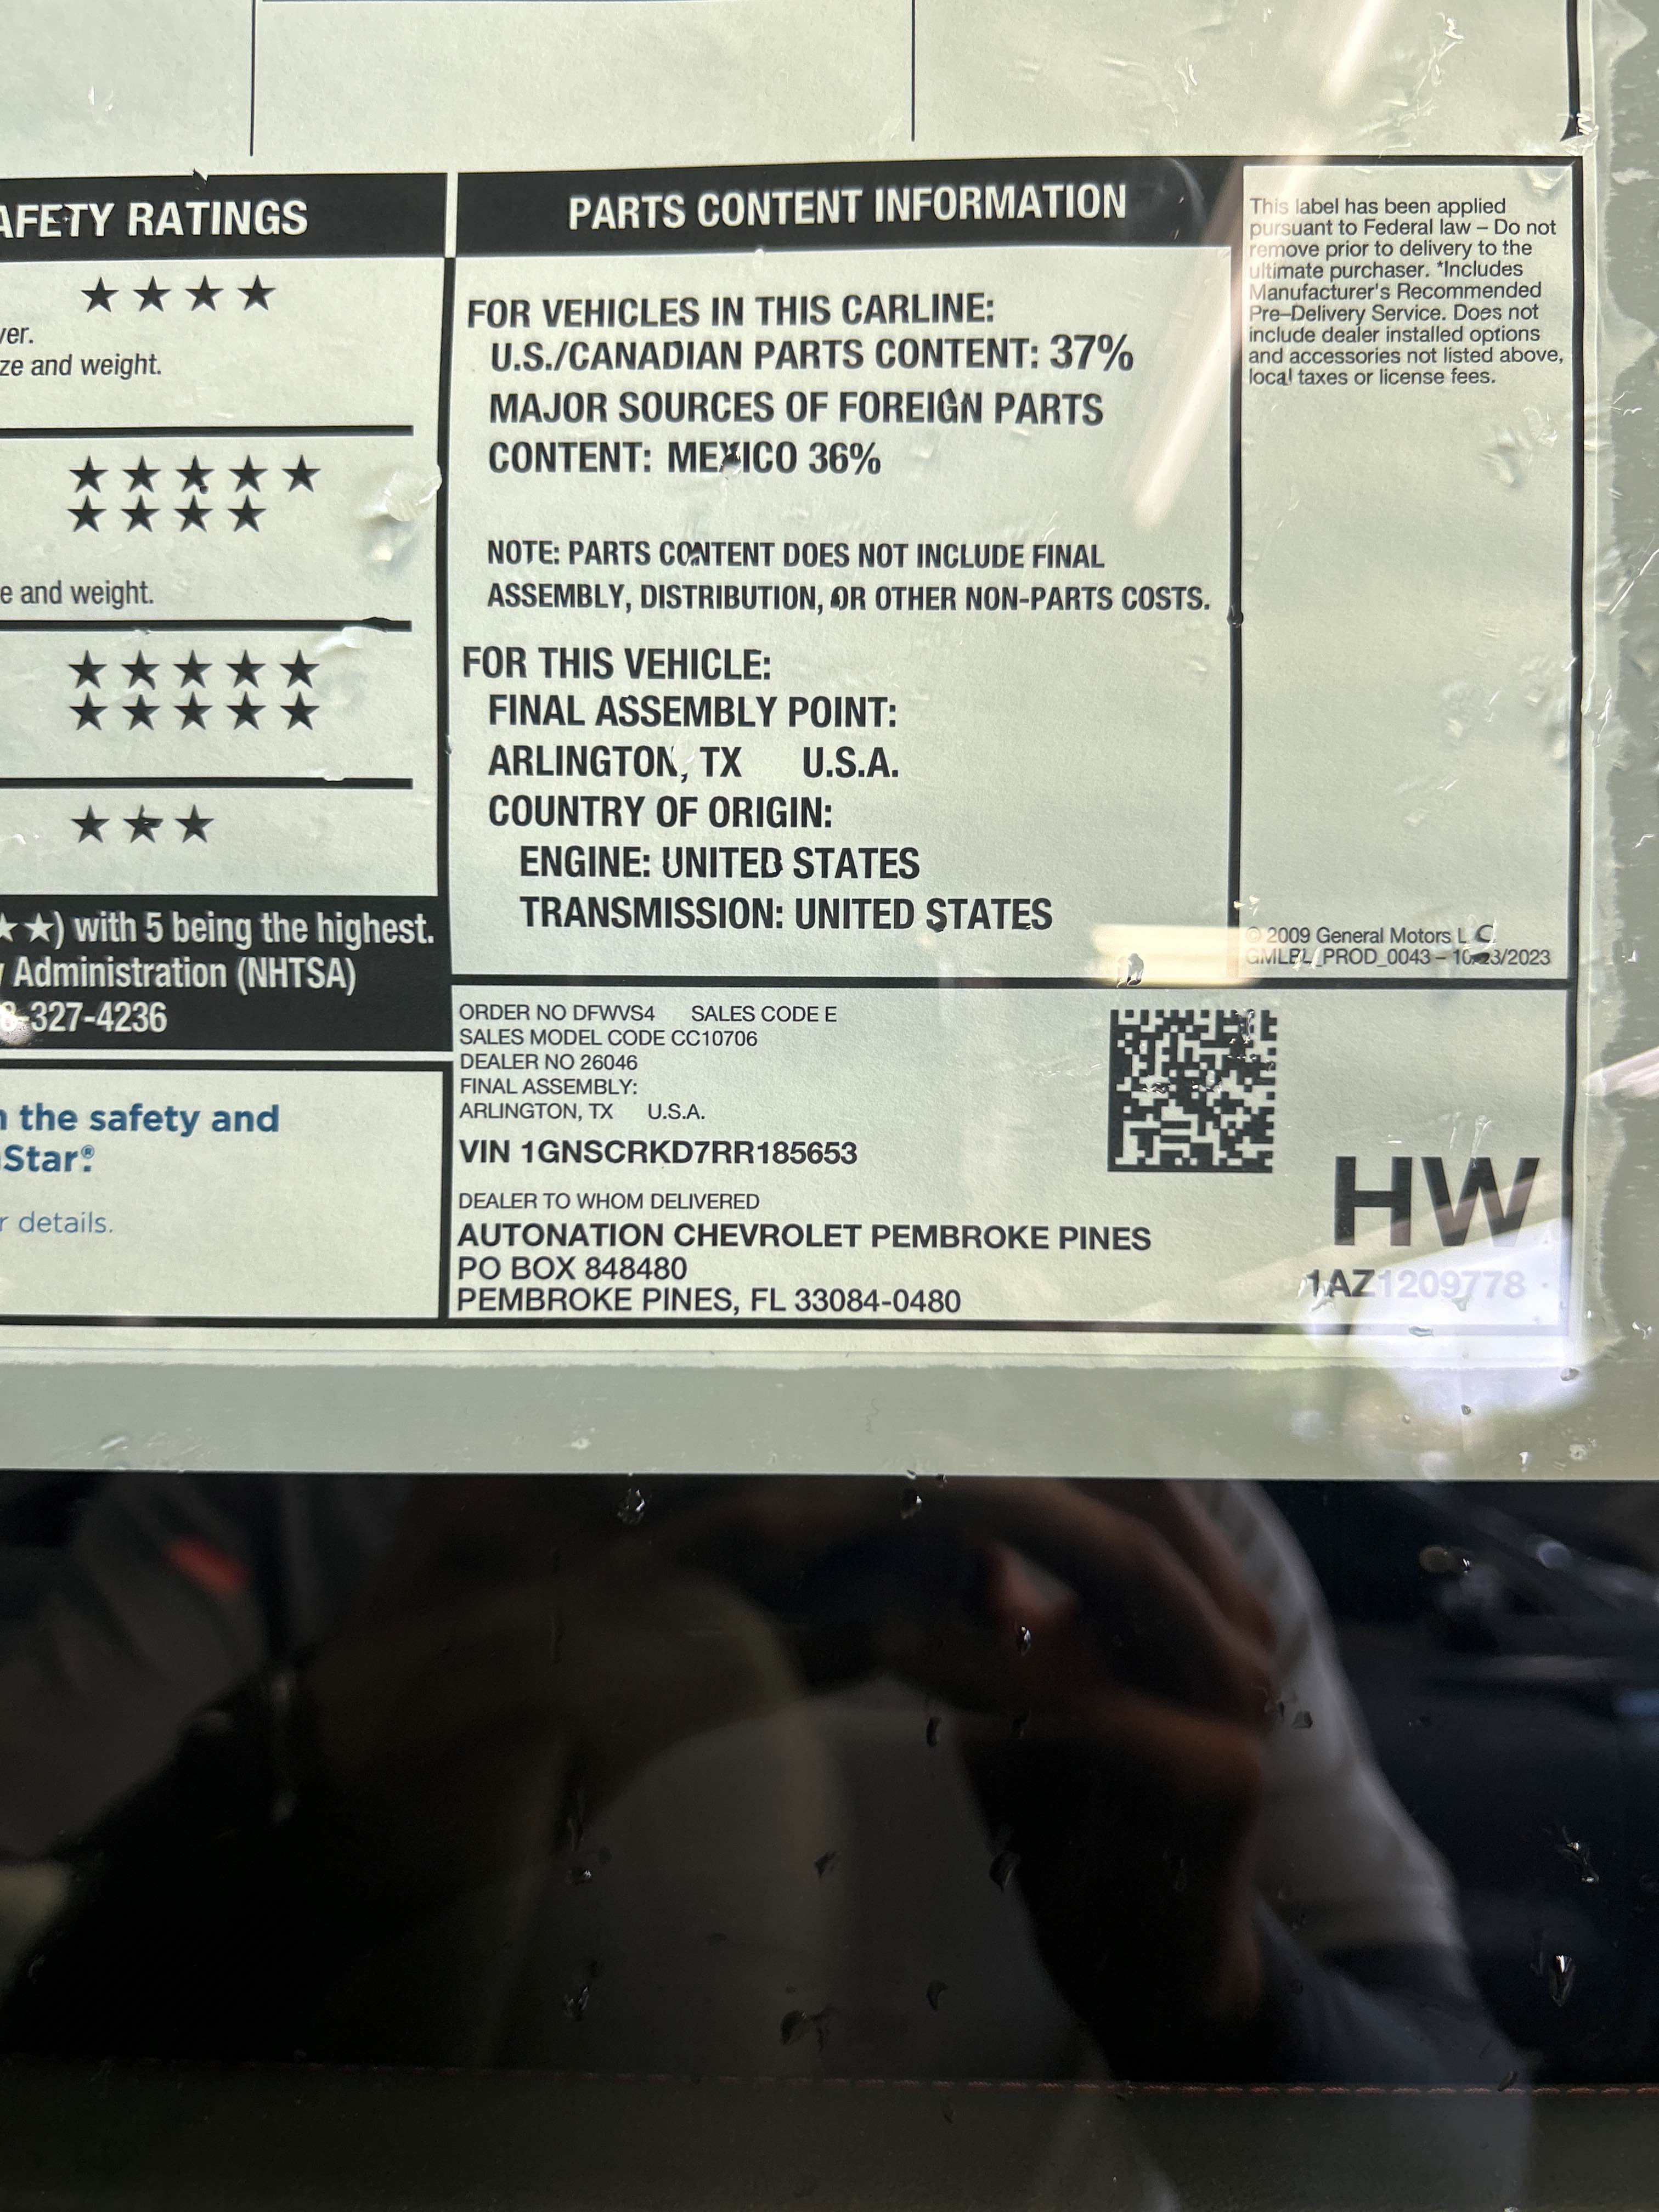 AFETY RATINGS
★★★★
ver.
ze and weight.
★★★★★
★★★★
e and weight.
★★★★★
★★★★★
★★★
★★) with 5 being the highest.
Administration (NHTSA)
-327-4236
the safety and
Star®
r details.
PARTS CONTENT INFORMATION
FOR VEHICLES IN THIS CARLINE:
U.S./CANADIAN PARTS CONTENT: 37%
MAJOR SOURCES OF FOREIGN PARTS
CONTENT: MEXICO 36%
NOTE: PARTS CONTENT DOES NOT INCLUDE FINAL
ASSEMBLY, DISTRIBUTION, OR OTHER NON-PARTS COSTS.
FOR THIS VEHICLE:
FINAL ASSEMBLY POINT:
ARLINGTON, TX U.S.A.
COUNTRY OF ORIGIN:
ENGINE: UNITED STATES
TRANSMISSION: UNITED STATES
This label has been applied
pursuant to Federal law – Do not
remove prior to delivery to the
ultimate purchaser. *Includes
Manufacturer's Recommended
Pre–Delivery Service. Does not
include dealer installed options
and accessories not listed above,
local taxes or license fees.
© 2009 General Motors LLC
GMLBL_PROD_0043 –
ORDER NO DFWVS4 SALES CODE E
SALES MODEL CODE CC10706
DEALER NO 26046
FINAL ASSEMBLY:
ARLINGTON, TX U.S.A.
VIN 1GNSCRKD7RR185653
DEALER TO WHOM DELIVERED
AUTONATION CHEVROLET PEMBROKE PINES
PO BOX 848480
PEMBROKE PINES, FL 33084-0480
HW
1AZ1209778